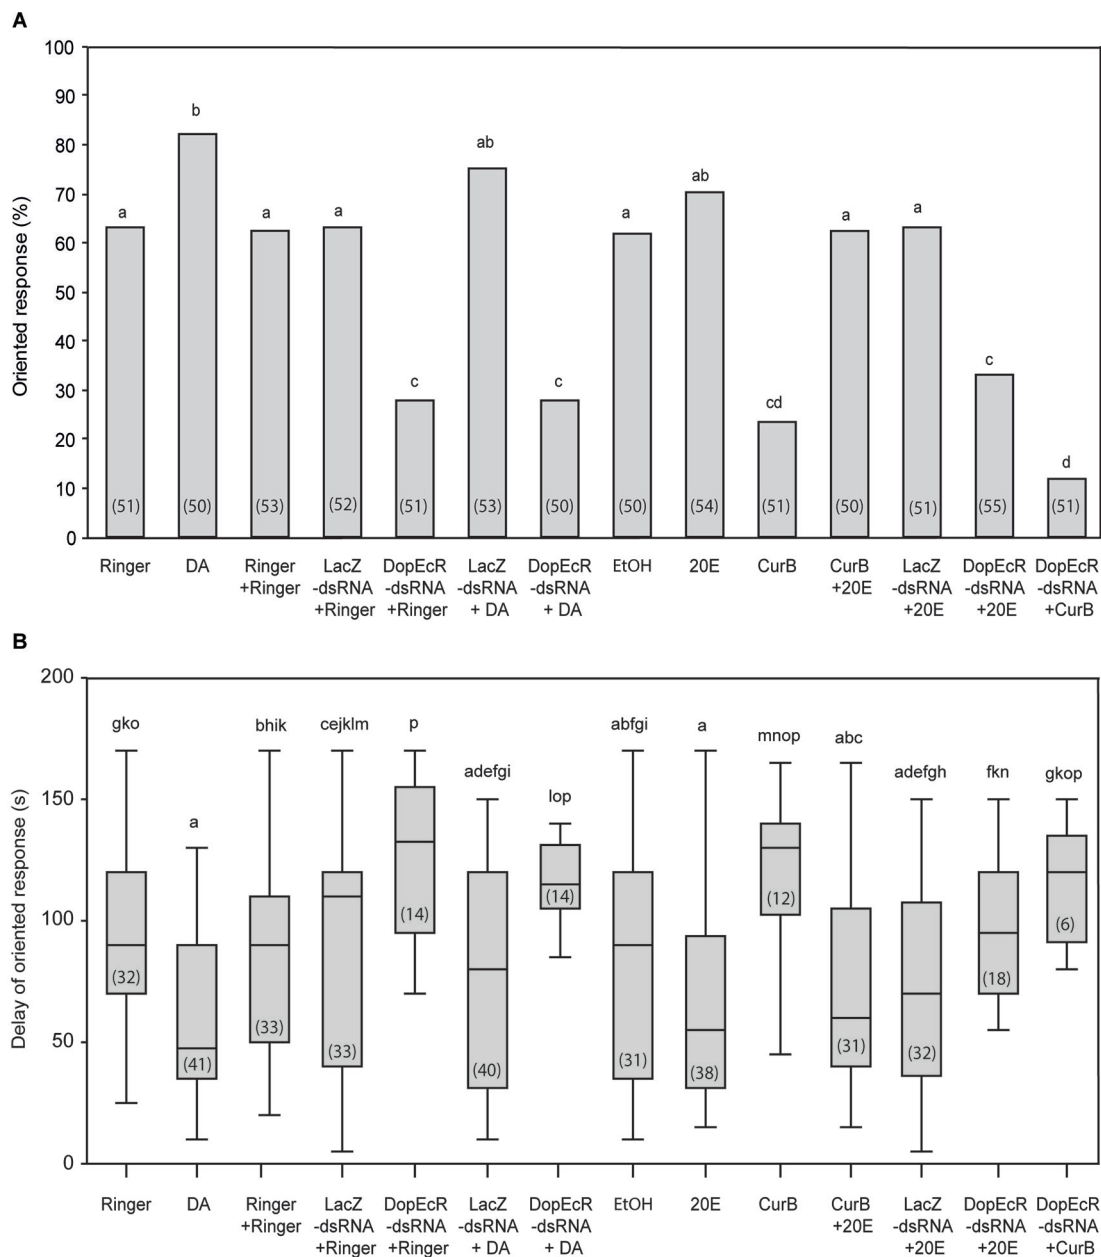 A
100
90
80
70
60
50
40
30
20
10
0
Oriented response (%)
a
b
a
a
c
ab
c
a
ab
cd
a
a
c
d
(51)
(50)
(53)
(52)
(51)
(53)
(50)
(50)
(54)
(51)
(50)
(51)
(55)
(51)
Ringer
DA
Ringer
+Ringer
LacZ
-dsRNA
+Ringer
DopEcR
-dsRNA
+Ringer
LacZ
-dsRNA
+ DA
DopEcR
-dsRNA
+ DA
EtOH
20E
CurB
CurB
+20E
LacZ
-dsRNA
+20E
DopEcR
-dsRNA
+20E
DopEcR
-dsRNA
+CurB
B
200
150
100
50
0
Delay of oriented response (s)
gko
a
bhik
cejklm
p
adefgi
lop
abfgi
a
mnop
abc
adefgh
fkn
gkop
(32)
(41)
(33)
(33)
(14)
(40)
(14)
(31)
(38)
(12)
(31)
(32)
(18)
(6)
Ringer
DA
Ringer
+Ringer
LacZ
-dsRNA
+Ringer
DopEcR
-dsRNA
+Ringer
LacZ
-dsRNA
+ DA
DopEcR
-dsRNA
+ DA
EtOH
20E
CurB
CurB
+20E
LacZ
-dsRNA
+20E
DopEcR
-dsRNA
+20E
DopEcR
-dsRNA
+CurB